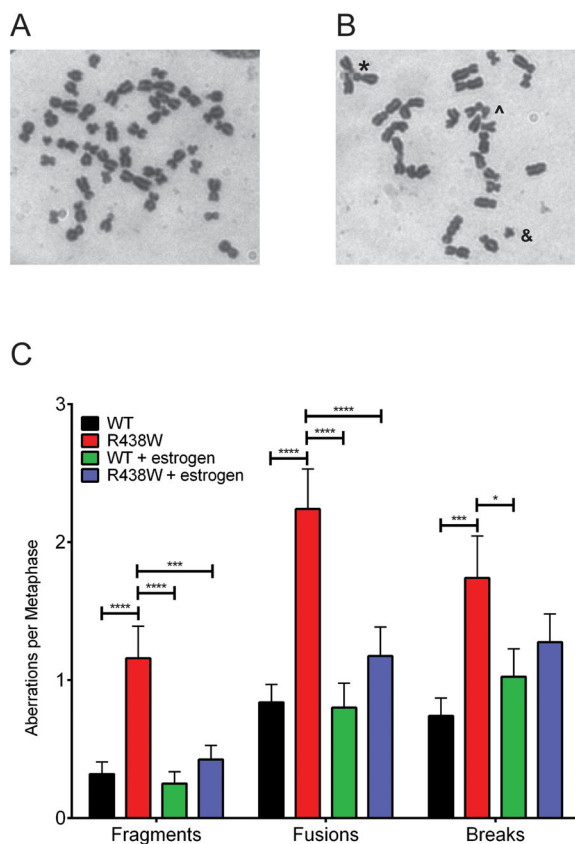 A
B
*
^
&
C
Aberrations per Metaphase
3
2
1
0
WT
R438W
WT + estrogen
R438W + estrogen
****
****
***
****
****
****
***
*
Fragments
Fusions
Breaks